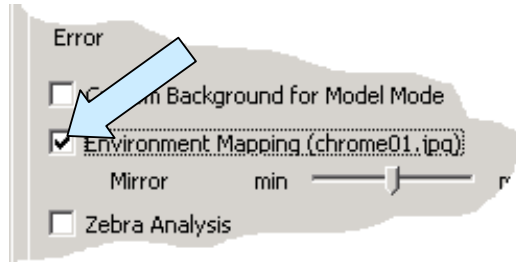 Error
Background for Model Mode
Environment Mapping (chrome01.jpg)
Mirror min
Zebra Analysis